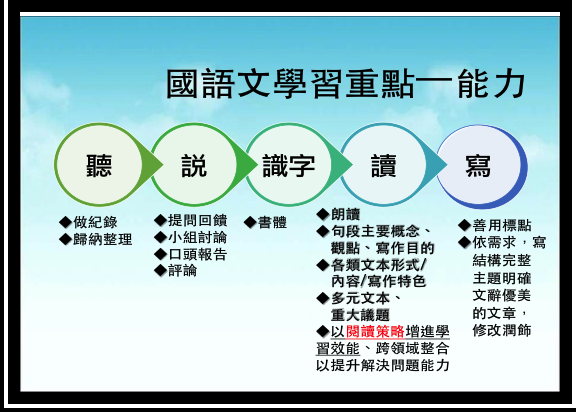 國語文學習重點—能力
聽
說
識字
讀
寫
◆做紀錄
◆歸納整理
◆提問回饋
◆小組討論
◆口頭報告
◆評論
◆書體
◆朗讀
◆句段主要概念、
觀點、寫作目的
◆各類文本形式/
內容/寫作特色
◆多元文本、
重大議題
◆以閱讀策略增進學
習效能、跨領域整合
以提升解決問題能力
◆善用標點
◆依需求，寫
結構完整
主題明確
文辭優美
的文章，
修改潤飾